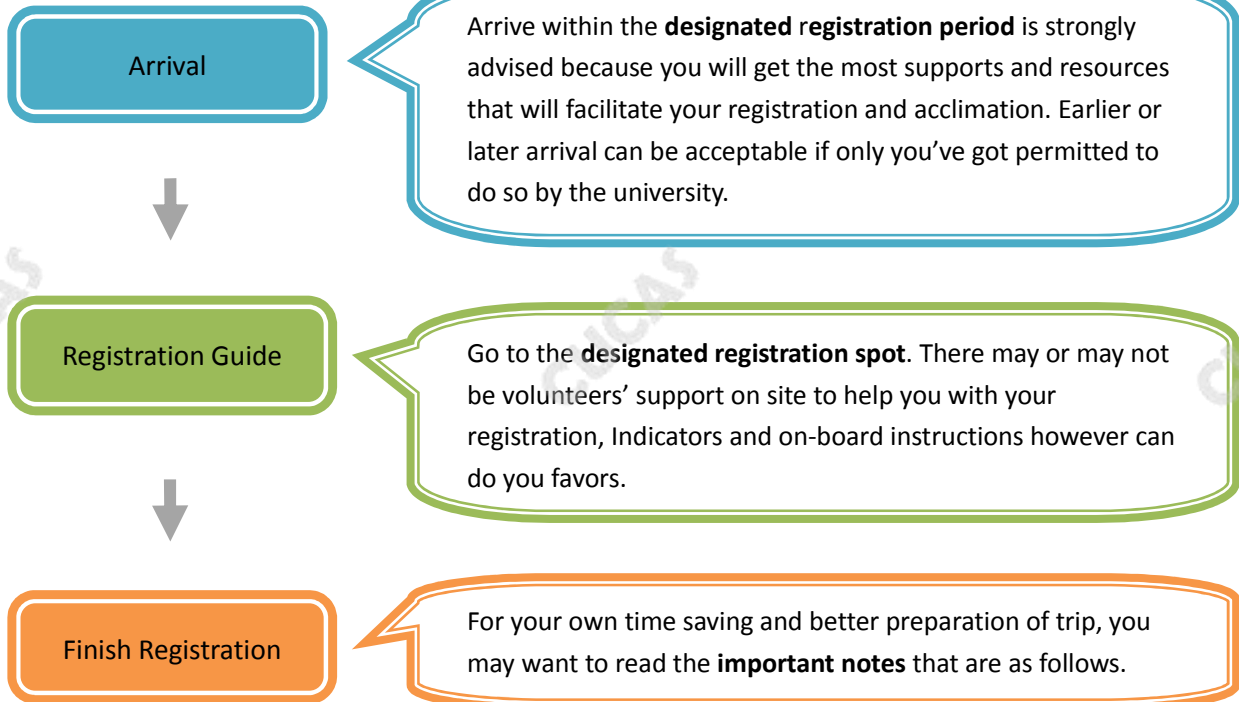 Arrival
Arrive within the designated registration period is strongly
advised because you will get the most supports and resources
that will facilitate your registration and acclimation. Earlier or
later arrival can be acceptable if only you’ve got permitted to
do so by the university.
CUCAS
Registration Guide
Go to the designated registration spot. There may or may not
be volunteers’ support on site to help you with your
registration, Indicators and on-board instructions however can
do you favors.
Finish Registration
For your own time saving and better preparation of trip, you
may want to read the important notes that are as follows.